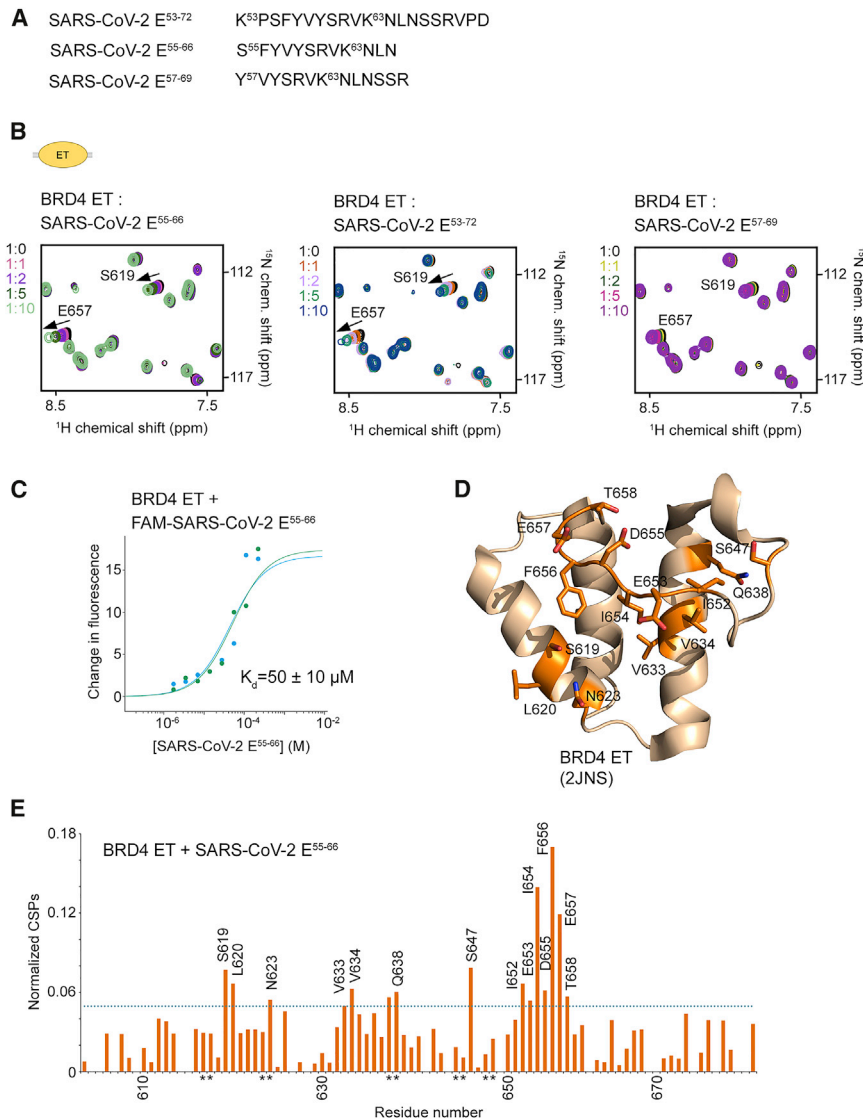 A
SARS-CoV-2 E53-72 K53PSFYVYSRVK63NLNSSRVPD
SARS-CoV-2 E55-66 S55FYVYSRVK63NLN
SARS-CoV-2 E57-69 Y57VYSRVK63NLNSSR
B
ET
BRD4 ET :
SARS-CoV-2 E55-66
1:0
1:1
1:2
1:5
1:10
S619
E657
112
117
15N chem. shift (ppm)
8.5 7.5
1H chemical shift (ppm)
BRD4 ET :
SARS-CoV-2 E53-72
1:0
1:1
1:2
1:5
1:10
S619
E657
112
117
15N chem. shift (ppm)
8.5 7.5
1H chemical shift (ppm)
BRD4 ET :
SARS-CoV-2 E57-69
1:0
1:1
1:2
1:5
1:10
S619
E657
112
117
15N chem. shift (ppm)
8.5 7.5
1H chemical shift (ppm)
C
BRD4 ET +
FAM-SARS-CoV-2 E55-66
Change in fluorescence
15
10
5
0
Kd=50 ± 10 µM
10-6 10-4 10-2
[SARS-CoV-2 E55-66] (M)
D
T658
E657
D655
S647
F656
E653
Q638
I654
I652
S619
V634
V633
L620
N623
BRD4 ET
(2JNS)
E
BRD4 ET + SARS-CoV-2 E55-66
Normalized CSPs
0.18
0.12
0.06
0
S619
L620
N623
V633
V634
Q638
S647
I652
E653
I654
D655
F656
E657
T658
** ** ** ** **
610 630 650 670
Residue number